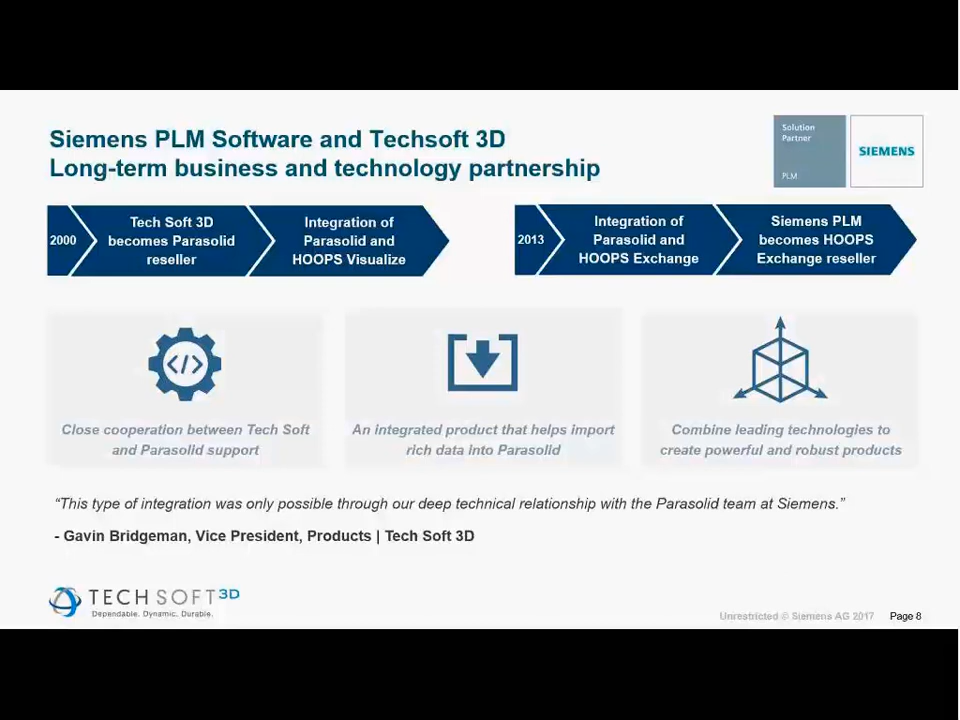 Siemens PLM Software and Techsoft 3D
Long-term business and technology partnership
Solution
Partner
PLM
SIEMENS
2000
Tech Soft 3D
becomes Parasolid
reseller
Integration of
Parasolid and
HOOPS Visualize
2013
Integration of
Parasolid and
HOOPS Exchange
Siemens PLM
becomes HOOPS
Exchange reseller
</>
Close cooperation between Tech Soft
and Parasolid support
An integrated product that helps import
rich data into Parasolid
Combine leading technologies to
create powerful and robust products
“This type of integration was only possible through our deep technical relationship with the Parasolid team at Siemens.”
- Gavin Bridgeman, Vice President, Products | Tech Soft 3D
TECH SOFT 3D
Dependable. Dynamic. Durable.
Unrestricted © Siemens AG 2017 Page 8